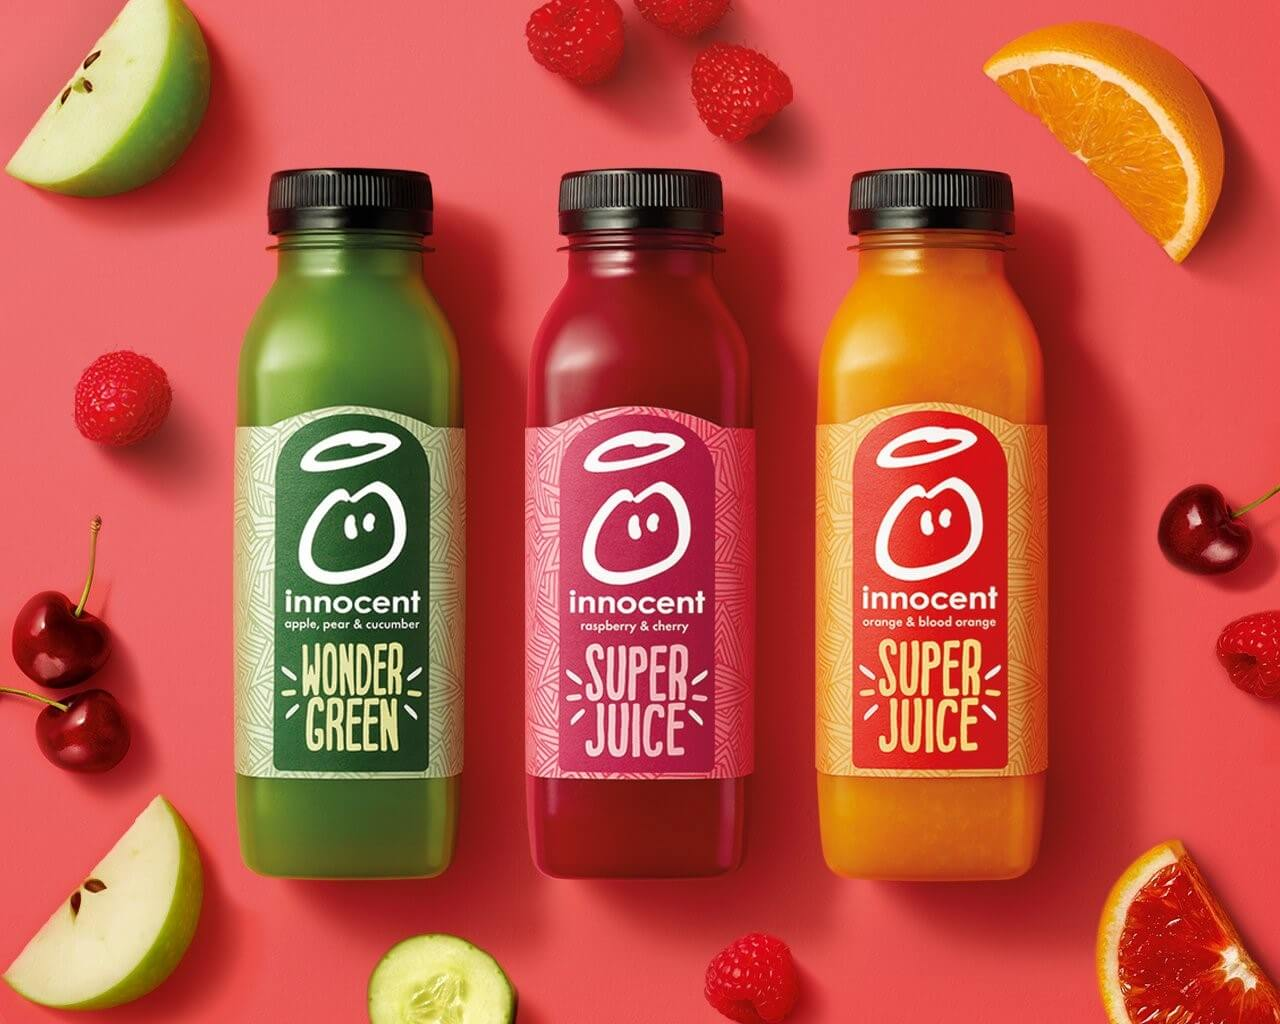 innocent
apple, pear & cucumber
WONDER
GREEN
innocent
raspberry & cherry
SUPER
JUICE
innocent
orange & blood orange
SUPER
JUICE